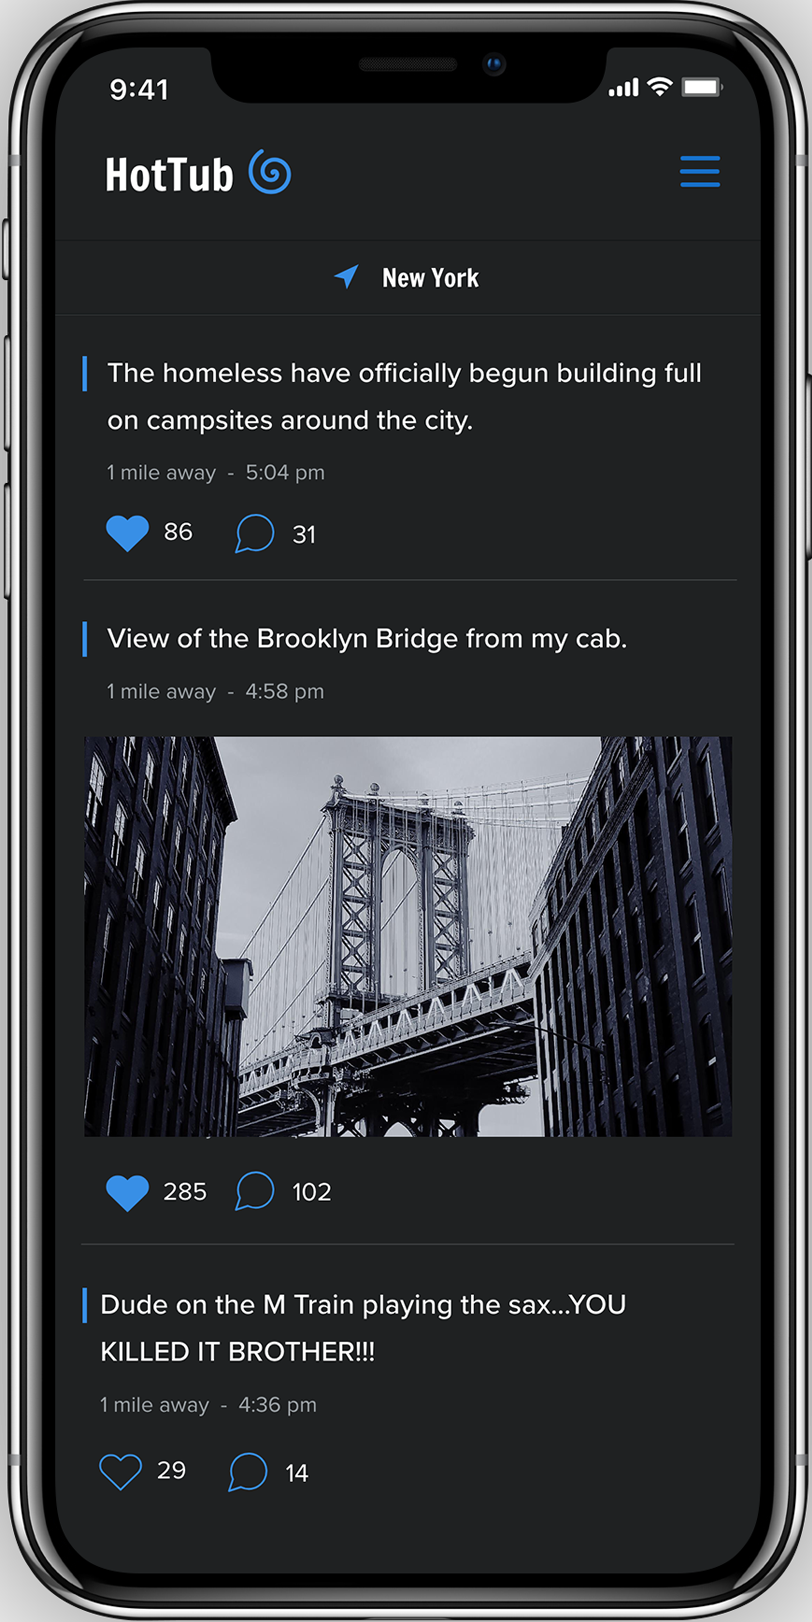 9:41
HotTub
New York
The homeless have officially begun building full
on campsites around the city.
1 mile away - 5:04 pm
86 31
View of the Brooklyn Bridge from my cab.
1 mile away - 4:58 pm
285 102
Dude on the M Train playing the sax...YOU
KILLED IT BROTHER!!!
1 mile away - 4:36 pm
29 14